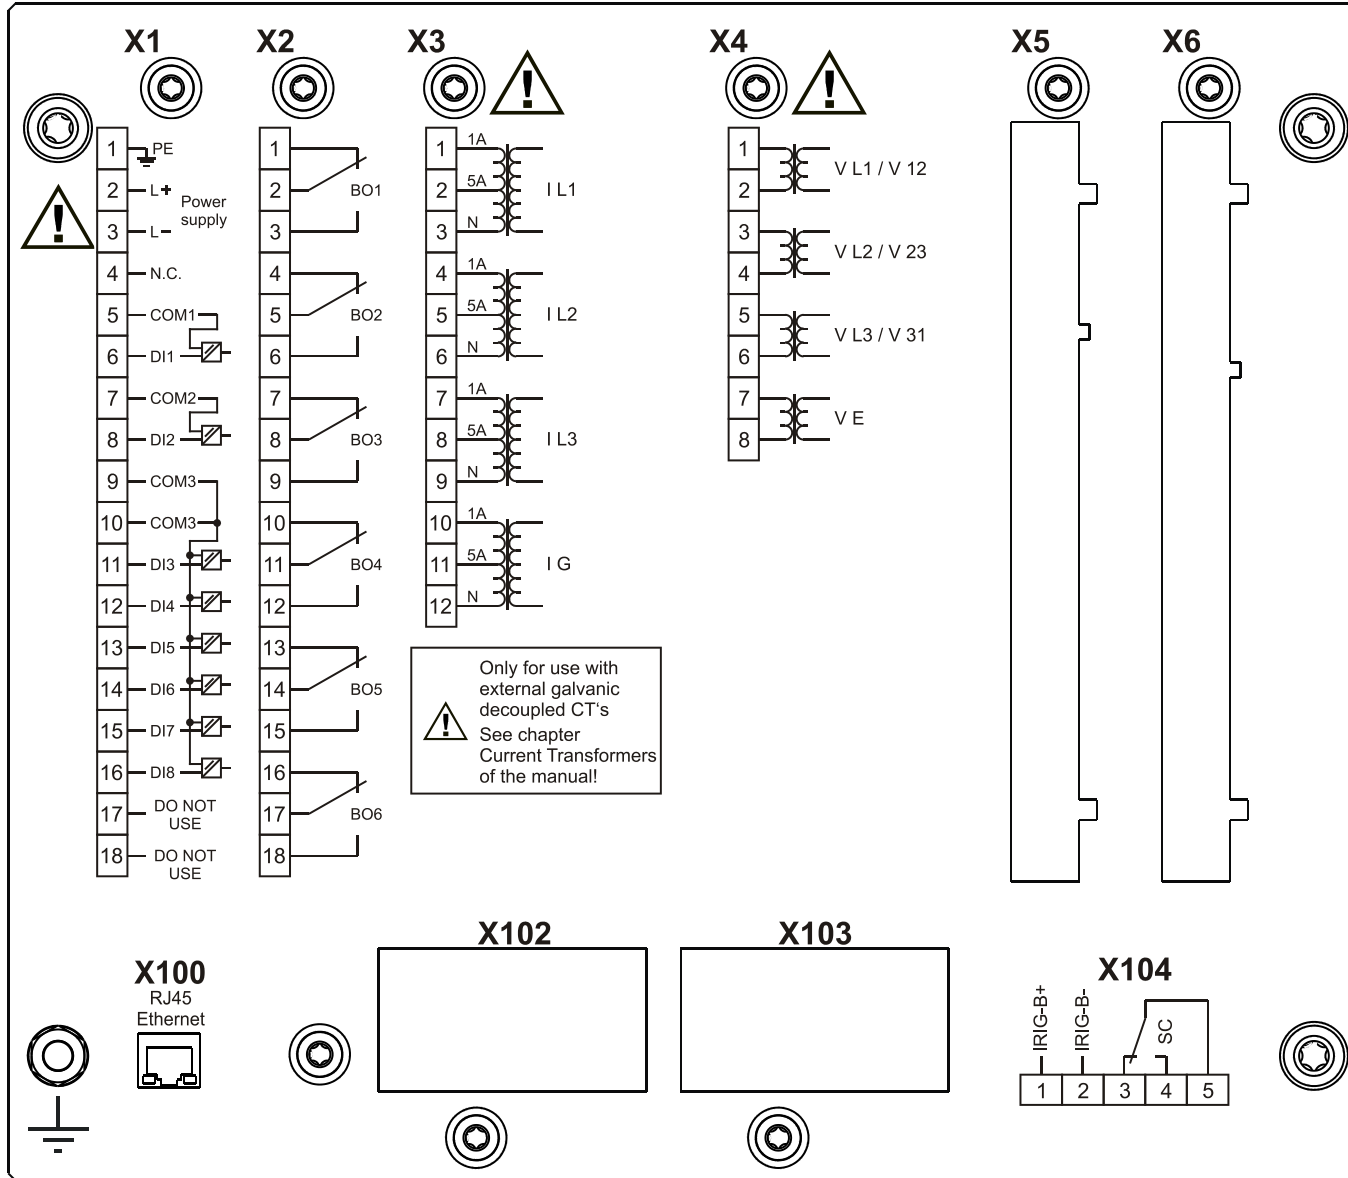 X1 X2 X3 X4 X5 X6
1 PE
2 L+
Power
supply
3 L-
4 N.C.
5 COM1
6 DI1
7 COM2
8 DI2
9 COM3
10 COM3
11 DI3
12 DI4
13 DI5
14 DI6
15 DI7
16 DI8
17 DO NOT
USE
18 DO NOT
USE
1
2 BO1
3
4
5 BO2
6
7
8 BO3
9
10
11 BO4
12
13
14 BO5
15
16
17 BO6
18
1 1A
2 5A I L1
3 N
4 1A
5 5A I L2
6 N
7 1A
8 5A I L3
9 N
10 1A
11 5A I G
12 N
Only for use with
external galvanic
decoupled CT‘s
See chapter
Current Transformers
of the manual!
1
V L1 / V 12
2
3
V L2 / V 23
4
5
V L3 / V 31
6
7
V E
8
X100
RJ45
Ethernet
X102
X103
X104
IRIG-B+
IRIG-B-
SC
1 2 3 4 5